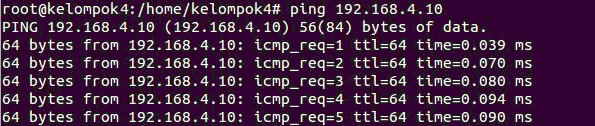 root@kelompok4:/home/kelompok4# ping 192.168.4.10
PING 192.168.4.10 (192.168.4.10) 56(84) bytes of data.
64 bytes from 192.168.4.10: icmp_req=1 ttl=64 time=0.039 ms
64 bytes from 192.168.4.10: icmp_req=2 ttl=64 time=0.070 ms
64 bytes from 192.168.4.10: icmp_req=3 ttl=64 time=0.080 ms
64 bytes from 192.168.4.10: icmp_req=4 ttl=64 time=0.094 ms
64 bytes from 192.168.4.10: icmp_req=5 ttl=64 time=0.090 ms